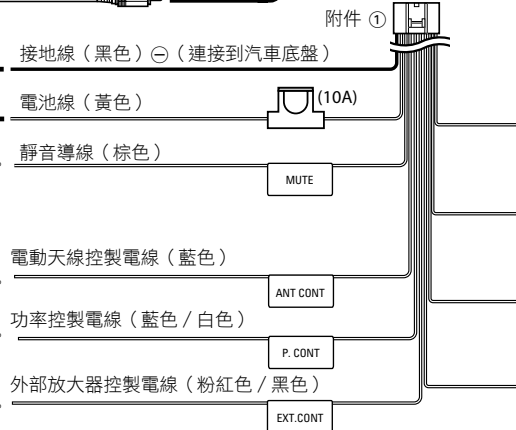 附件 ①
接地線（黑色）⊖（連接到汽車底盤）
電池線（黃色）
(10A)
靜音導線（棕色）
MUTE
電動天線控製電線（藍色）
ANT CONT
功率控製電線（藍色 / 白色）
P. CONT
外部放大器控製電線（粉紅色 / 黑色）
EXT.CONT